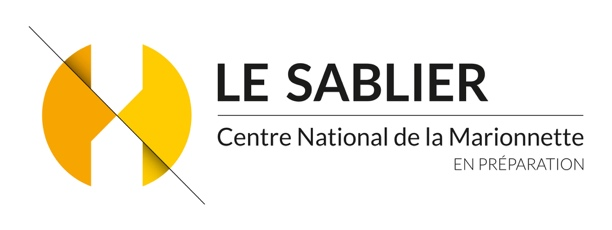 LE SABLIER
Centre National de la Marionnette
EN PRÉPARATION